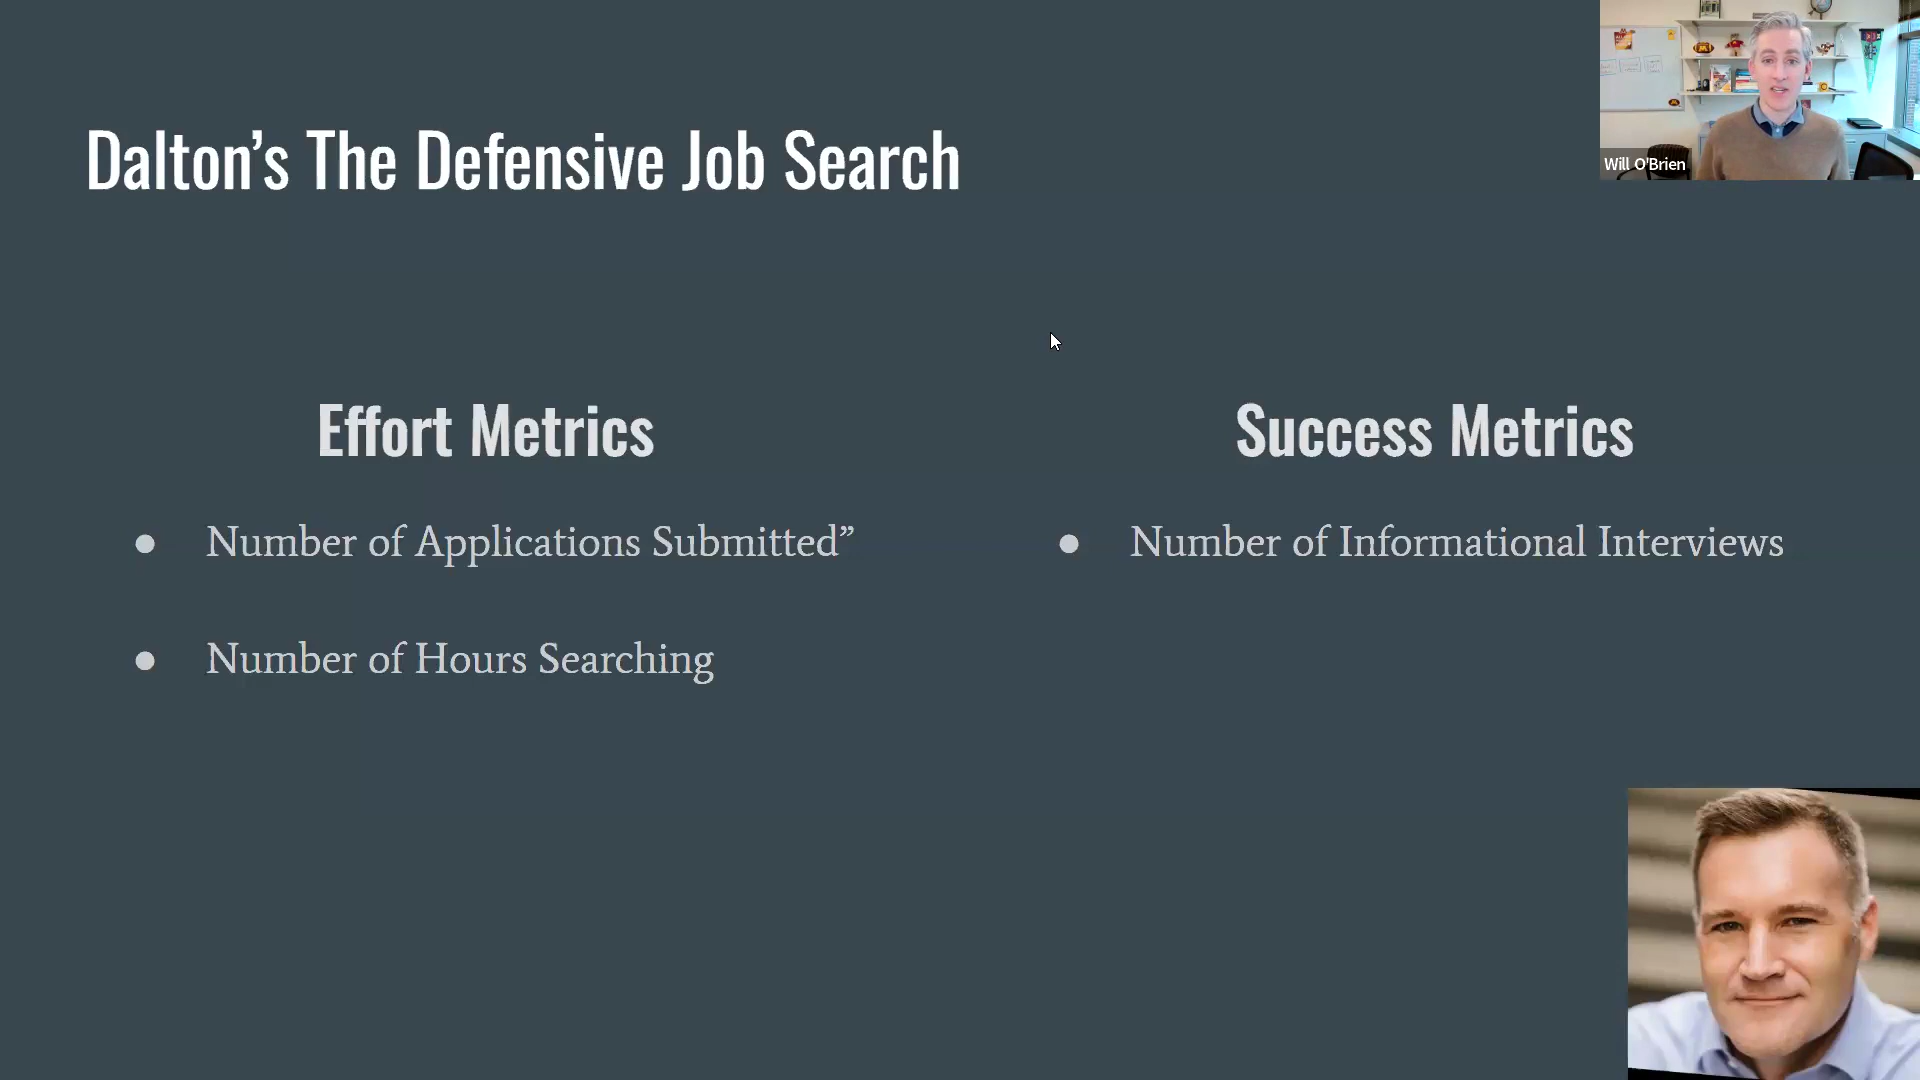 Dalton’s The Defensive Job Search
Will O'Brien
Effort Metrics
● Number of Applications Submitted”
● Number of Hours Searching
Success Metrics
● Number of Informational Interviews